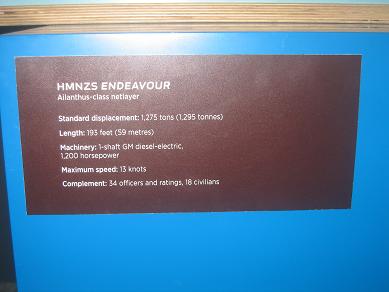 HMNZS ENDEAVOUR
Ailanthus-class netlayer
Standard displacement: 1,275 tons (1,295 tonnes)
Length: 193 feet (59 metres)
Machinery: 1-shaft GM diesel-electric,
1,200 horsepower
Maximum speed: 13 knots
Complement: 34 officers and ratings, 18 civilians